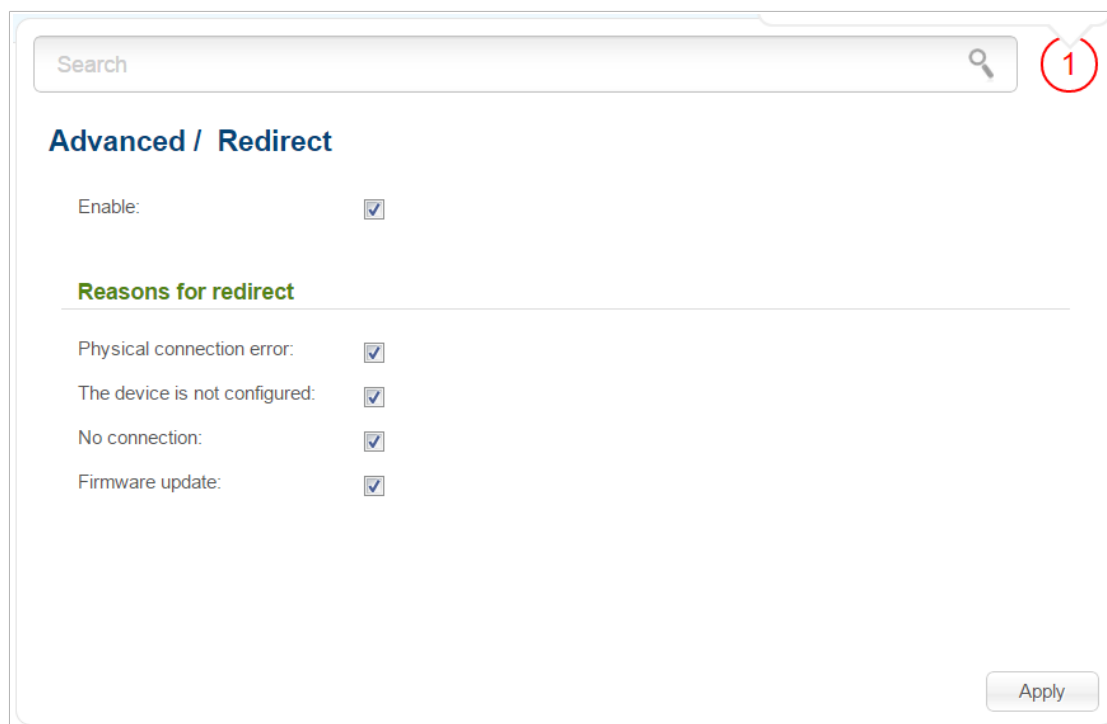 Search
1
Advanced / Redirect
Enable:
Reasons for redirect
Physical connection error:
The device is not configured:
No connection:
Firmware update:
Apply